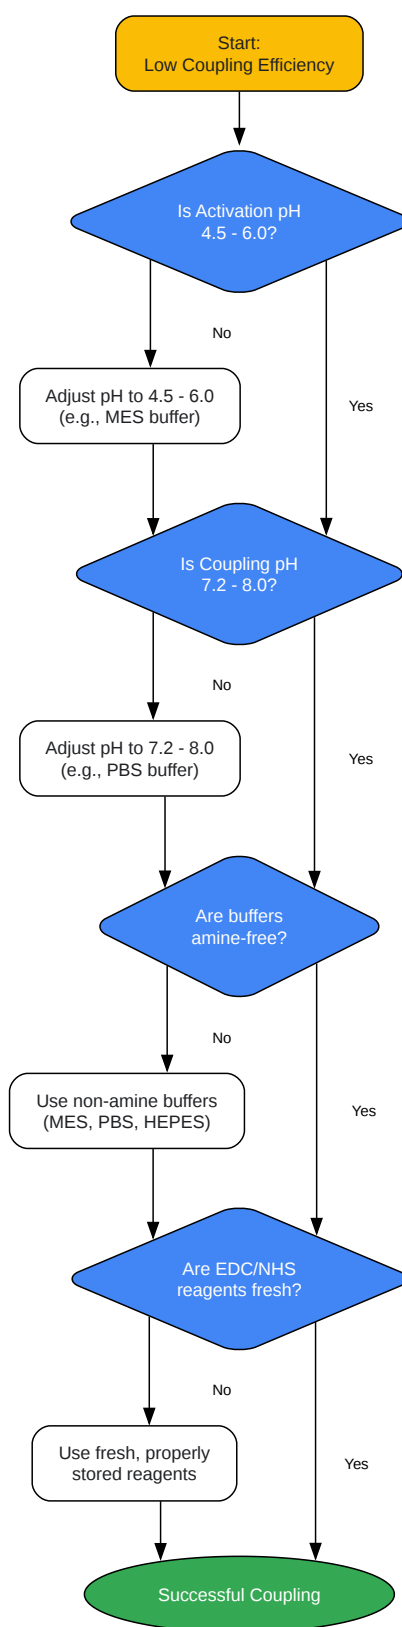 Start:
Low Coupling Efficiency
Is Activation pH
4.5 - 6.0?
No
Adjust pH to 4.5 - 6.0
(e.g., MES buffer)
Yes
Is Coupling pH
7.2 - 8.0?
No
Adjust pH to 7.2 - 8.0
(e.g., PBS buffer)
Yes
Are buffers
amine-free?
No
Use non-amine buffers
(MES, PBS, HEPES)
Yes
Are EDC/NHS
reagents fresh?
No
Use fresh, properly
stored reagents
Yes
Successful Coupling